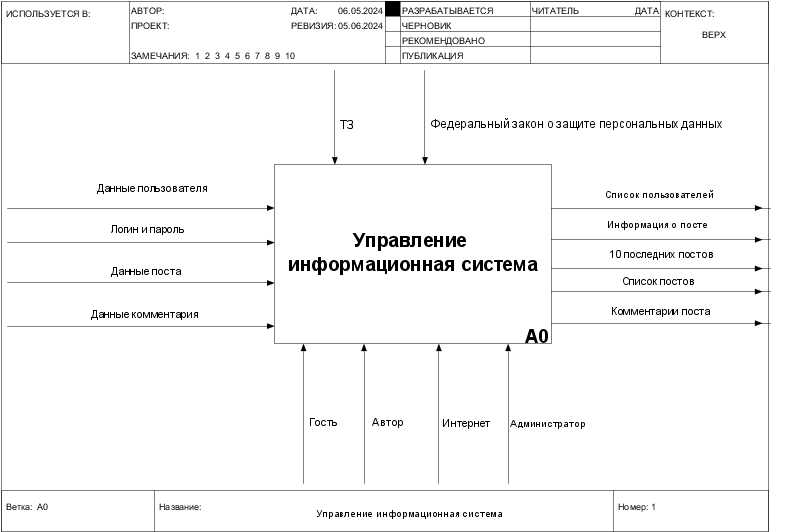 ИСПОЛЬЗУЕТСЯ В:
АВТОР:
ДАТА: 06.05.2024
ПРОЕКТ:
РЕВИЗИЯ: 05.06.2024
ЗАМЕЧАНИЯ: 1 2 3 4 5 6 7 8 9 10
РАЗРАБАТЫВАЕТСЯ
ЧЕРНОВИК
РЕКОМЕНДОВАНО
ПУБЛИКАЦИЯ
ЧИТАТЕЛЬ ДАТА
КОНТЕКСТ:
ВЕРХ
ТЗ
Федеральный закон о защите персональных данных
Данные пользователя
Логин и пароль
Данные поста
Данные комментария
Управление
информационная система
A0
Список пользователей
Информация о посте
10 последних постов
Список постов
Комментарии поста
Гость
Автор
Интернет
Администратор
Ветка: A0
Название:
Управление информационная система
Номер: 1